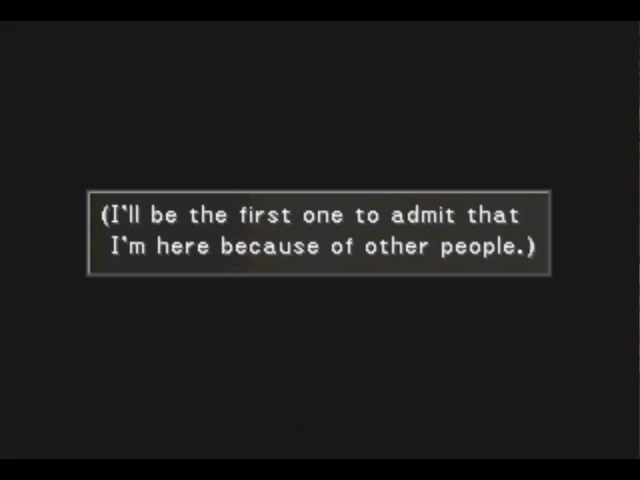 (I'll be the first one to admit that
I'm here because of other people.)